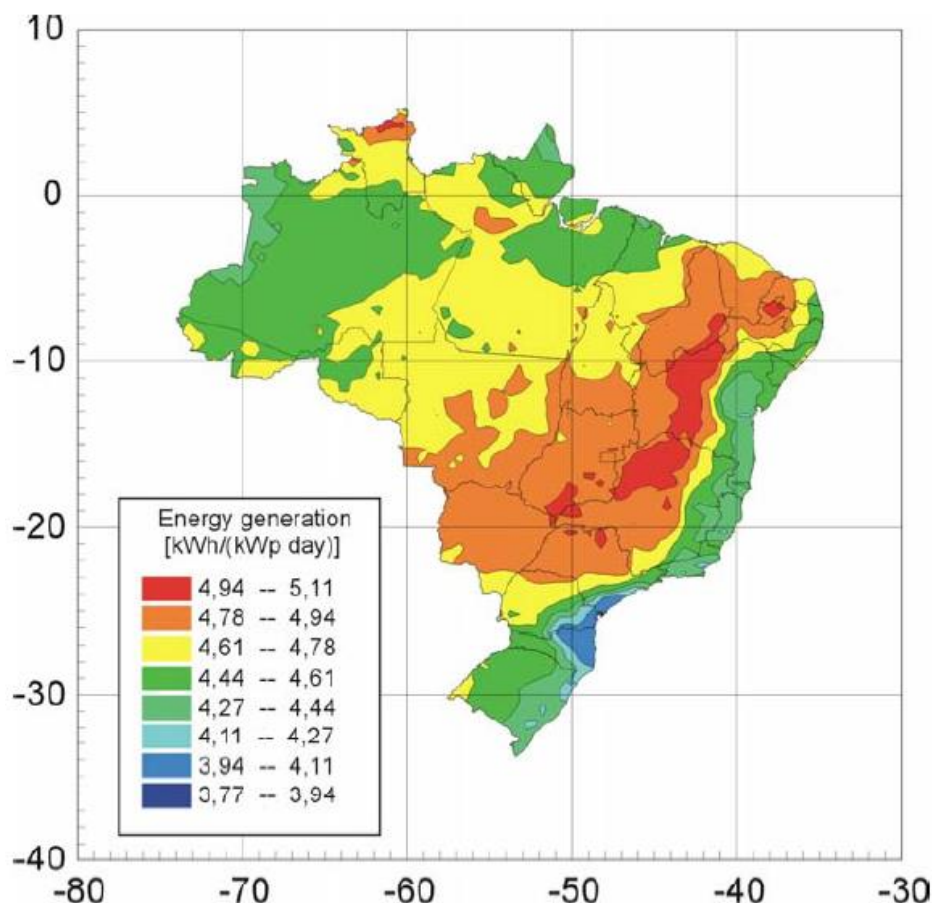 10
0
-10
-20
-30
-40
-80
-70
-60
-50
-40
-30
Energy generation
[kWh/(kWp day)]
4,94 -- 5,11
4,78 -- 4,94
4,61 -- 4,78
4,44 -- 4,61
4,27 -- 4,44
4,11 -- 4,27
3,94 -- 4,11
3,77 -- 3,94